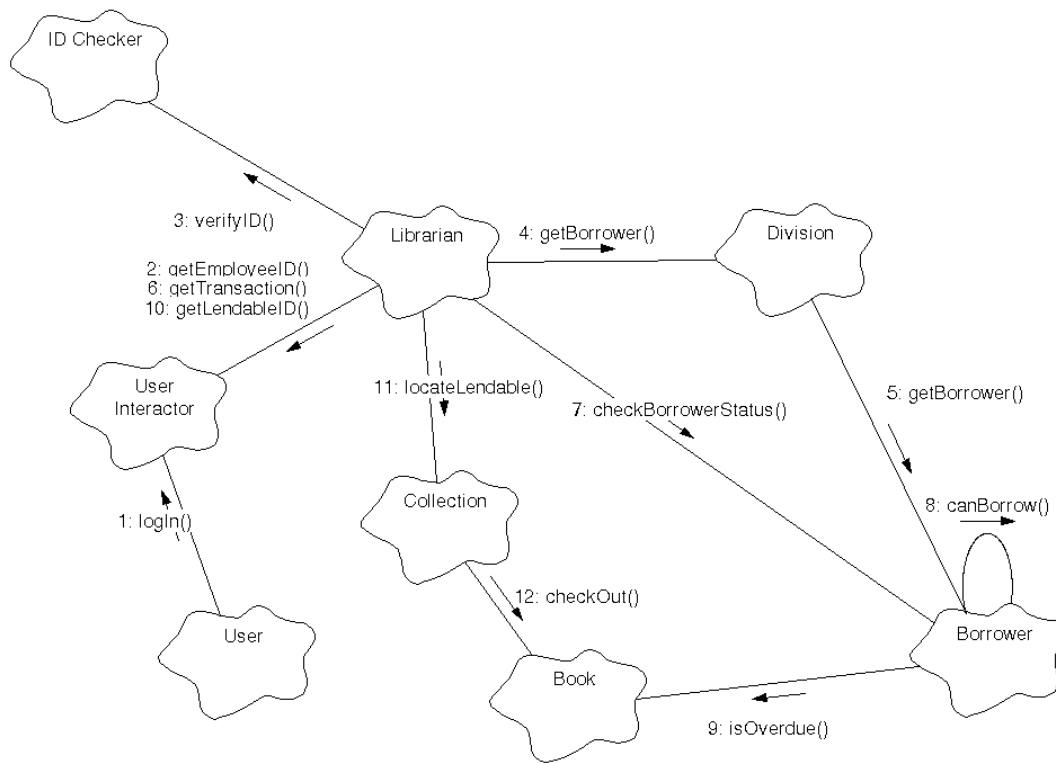 ID Checker
3: verifyID()
Librarian
4: getBorrower()
Division
2: getEmployeeID()
6: getTransaction()
10: getLendableID()
User
Interactor
11: locateLendable()
7: checkBorrowerStatus()
5: getBorrower()
1: logIn()
Collection
8: canBorrow()
12: checkOut()
User
Borrower
Book
9: isOverdue()